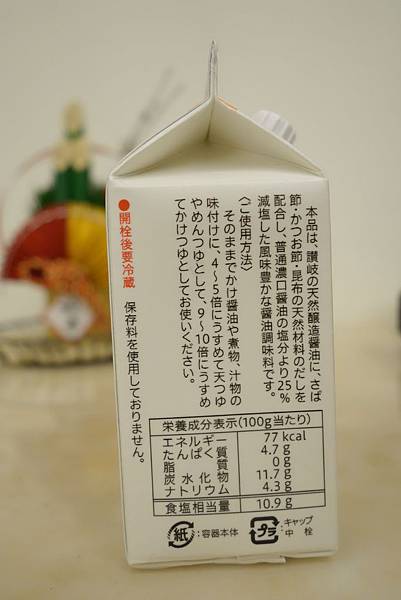 本品は、讃岐の天然醸造醤油に、さば
節・かつお節・昆布の天然材料のだしを
配合し、普通濃口醤油の塩分より25%
減塩した風味豊かな醤油調味料です。
〈ご使用方法〉
そのままでかけ醤油や煮物、汁物の
味付けに、4〜5倍にうすめて天つゆ
やめんつゆとして、9〜10倍にうすめ
てかけつゆとしてお使いください。
●開栓後要冷蔵 保存料を使用しておりません。
栄養成分表示(100g当たり)
エネルギー 77 kcal
たんぱく質 4.7 g
脂質 0 g
炭水化物 11.7 g
ナトリウム 4.3 g
食塩相当量 10.9 g
紙 :容器本体
プラ :キャップ
中栓